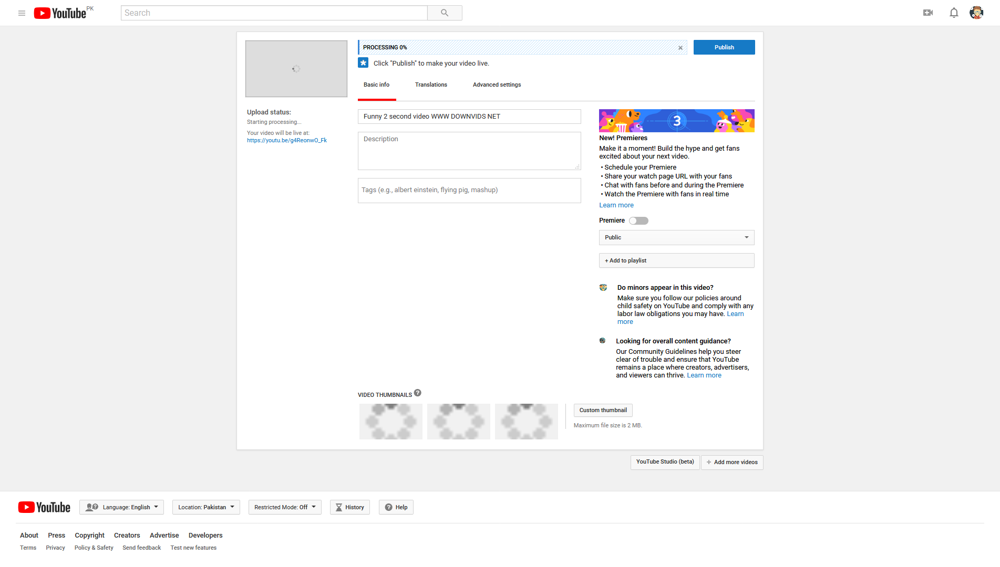 YouTube PK
Search
PROCESSING 0%
Publish
Click "Publish" to make your video live.
Basic info
Translations
Advanced settings
Upload status:
Starting processing...
Your video will be live at:
https://youtu.be/g4ReonwO_Fk
Funny 2 second video WWW DOWNVIDS NET
Description
Tags (e.g., albert einstein, flying pig, mashup)
3
New! Premieres
Make it a moment! Build the hype and get fans
excited about your next video.
• Schedule your Premiere
• Share your watch page URL with your fans
• Chat with fans before and during the Premiere
• Watch the Premiere with fans in real time
Learn more
Premiere
Public
+ Add to playlist
Do minors appear in this video?
Make sure you follow our policies around
child safety on YouTube and comply with any
labor law obligations you may have. Learn
more
Looking for overall content guidance?
Our Community Guidelines help you steer
clear of trouble and ensure that YouTube
remains a place where creators, advertisers,
and viewers can thrive. Learn more
VIDEO THUMBNAILS ?
Custom thumbnail
Maximum file size is 2 MB.
YouTube Studio (beta)
+ Add more videos
YouTube
Language: English
Location: Pakistan
Restricted Mode: Off
History
Help
About Press Copyright Creators Advertise Developers
Terms Privacy Policy & Safety Send feedback Test new features